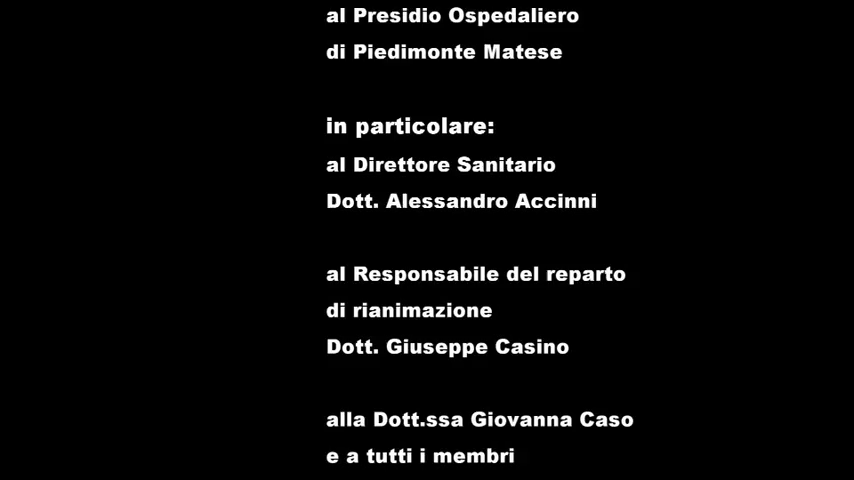 al Presidio Ospedaliero
di Piedimonte Matese
in particolare:
al Direttore Sanitario
Dott. Alessandro Accinni
al Responsabile del reparto
di rianimazione
Dott. Giuseppe Casino
alla Dott.ssa Giovanna Caso
e a tutti i membri